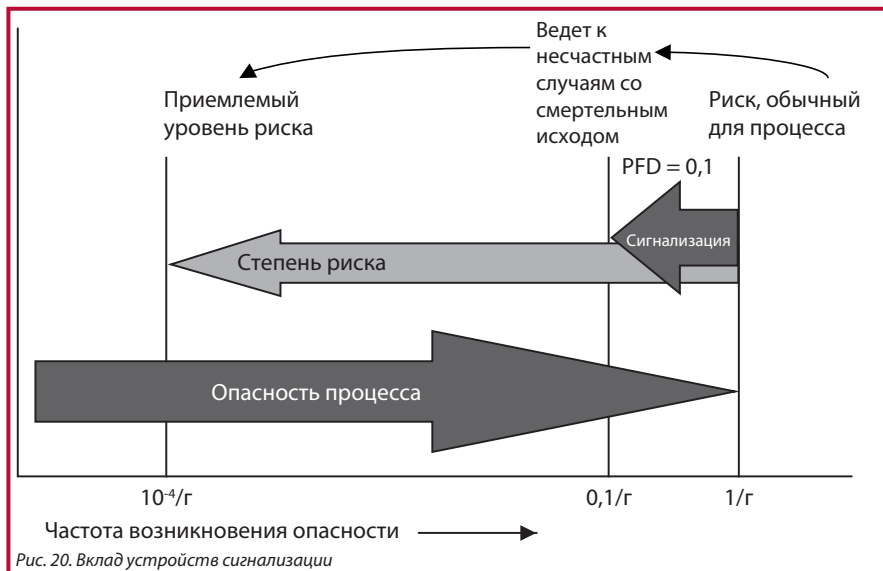 Ведет к
несчастным
случаям со
смертельным
исходом
Приемлемый
уровень риска
Риск, обычный
для процесса
PFD = 0,1
Сигнализация
Степень риска
Опасность процесса
10⁻⁴/г
0,1/г
1/г
Частота возникновения опасности
Рис. 20. Вклад устройств сигнализации